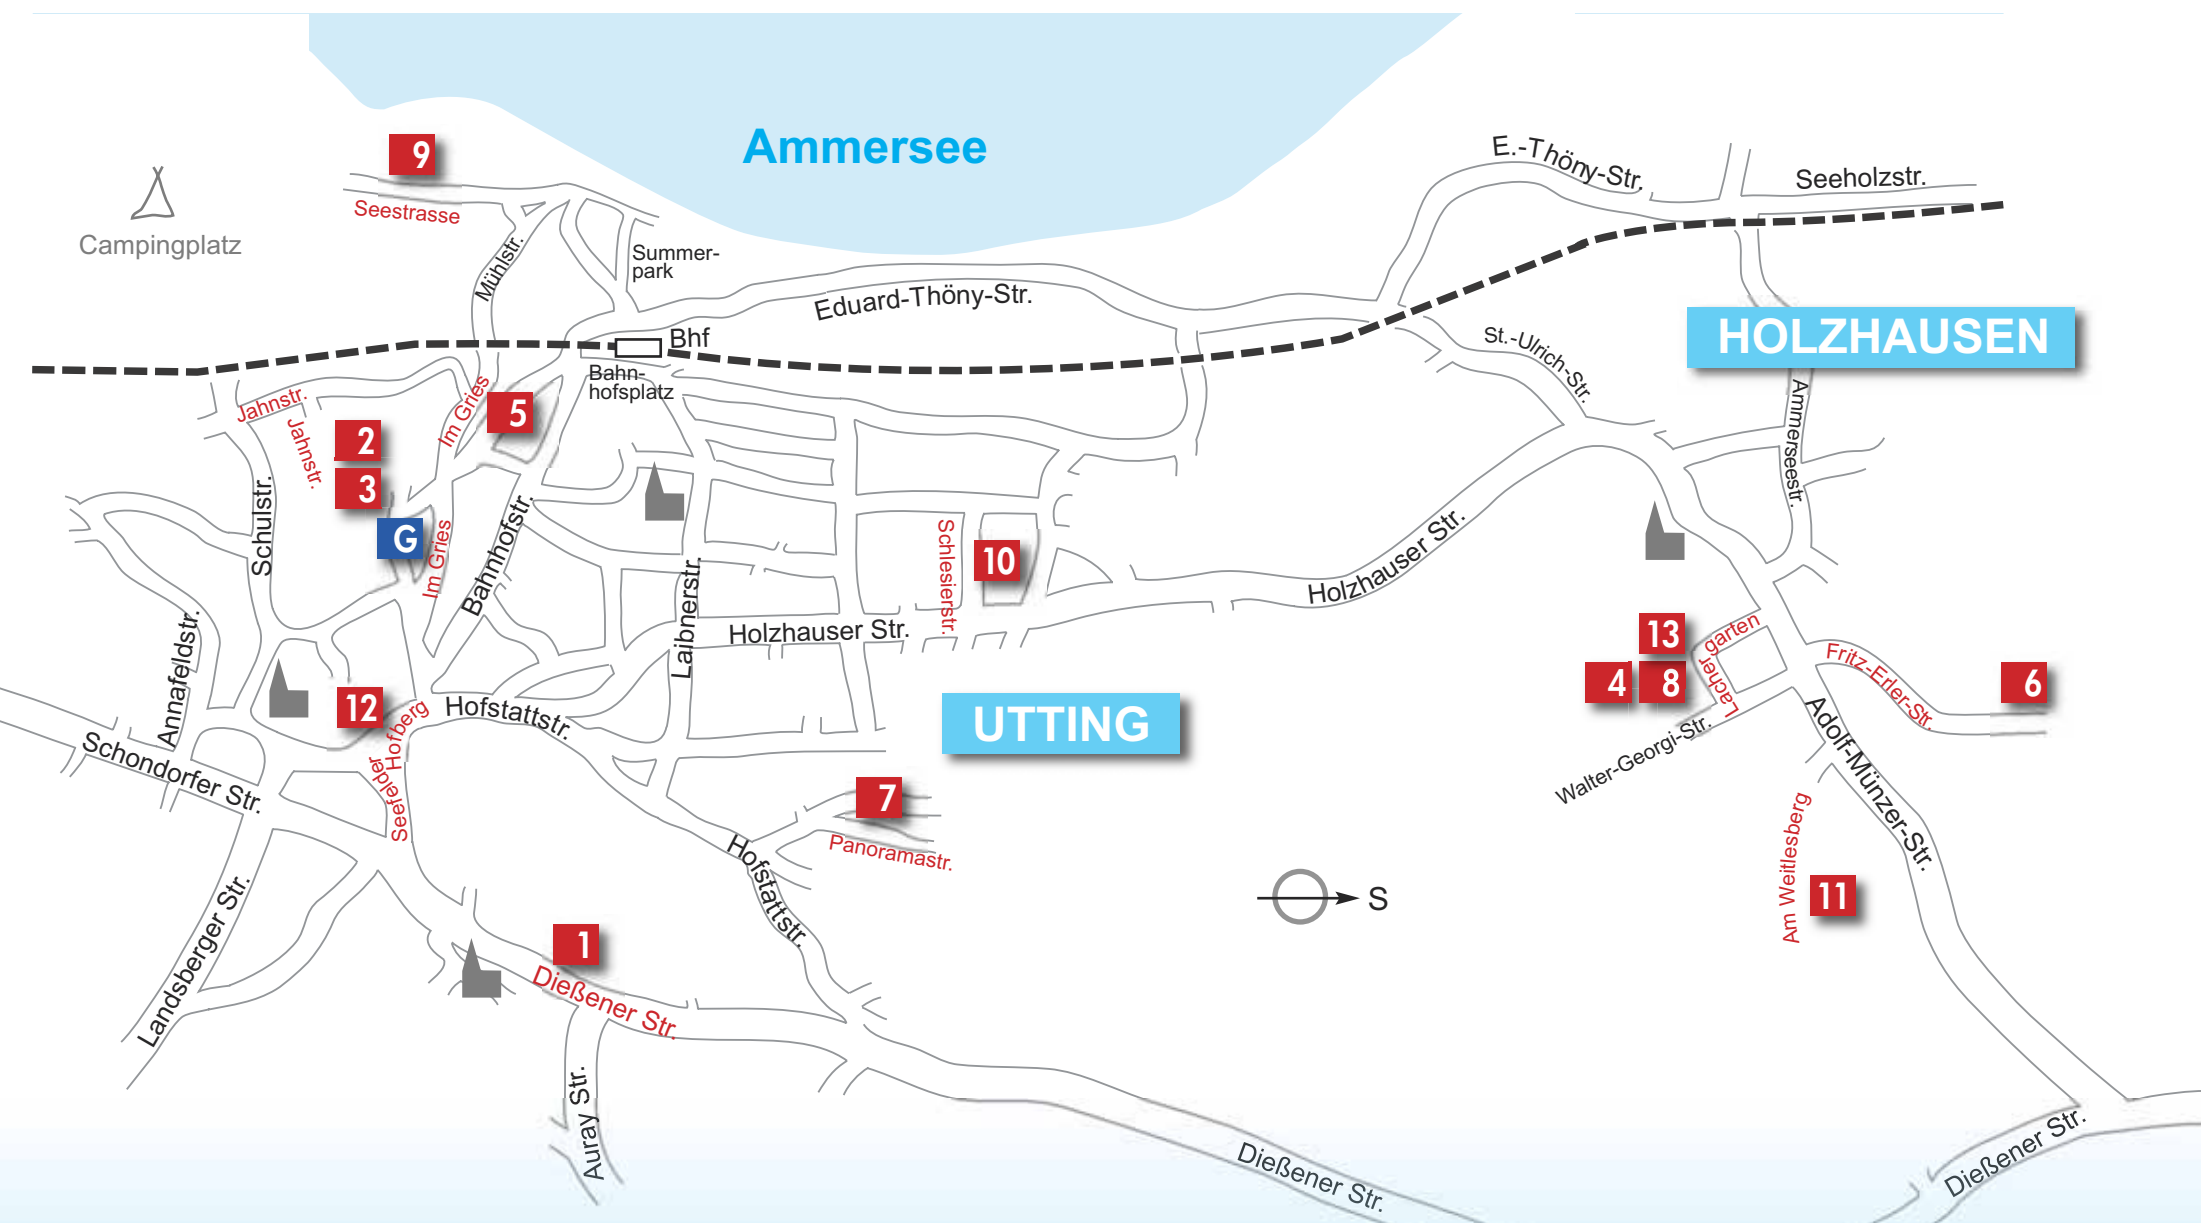 Ammersee
E.-Thöny-Str.
Seeholzstr.
9
Seestrasse
Campingplatz
Mühlstr.
Summer-
park
Eduard-Thöny-Str.
Bhf
Bahn-
hofsplatz
St.-Ulrich-Str.
HOLZHAUSEN
Ammerseestr.
Jahnstr.
Jahnstr.
Im Gries
5
2
3
G
Im Gries
Schulstr.
Bahnhofstr.
Laibnerstr.
Schlesierstr.
10
Holzhauser Str.
Holzhauser Str.
Annafeldstr.
13
4
8
Lacher
garten
Fritz-Erler-Str.
6
12
Hofberg
Seefelder
Hofstattstr.
UTTING
Walter-Georgi-Str.
Adolf-Münzer-Str.
Schondorfer Str.
7
Panoramastr.
Am Weitlesberg
11
Hofstattstr.
S
Landsberger Str.
1
Dießener Str.
Auray Str.
Dießener Str.
Dießener Str.